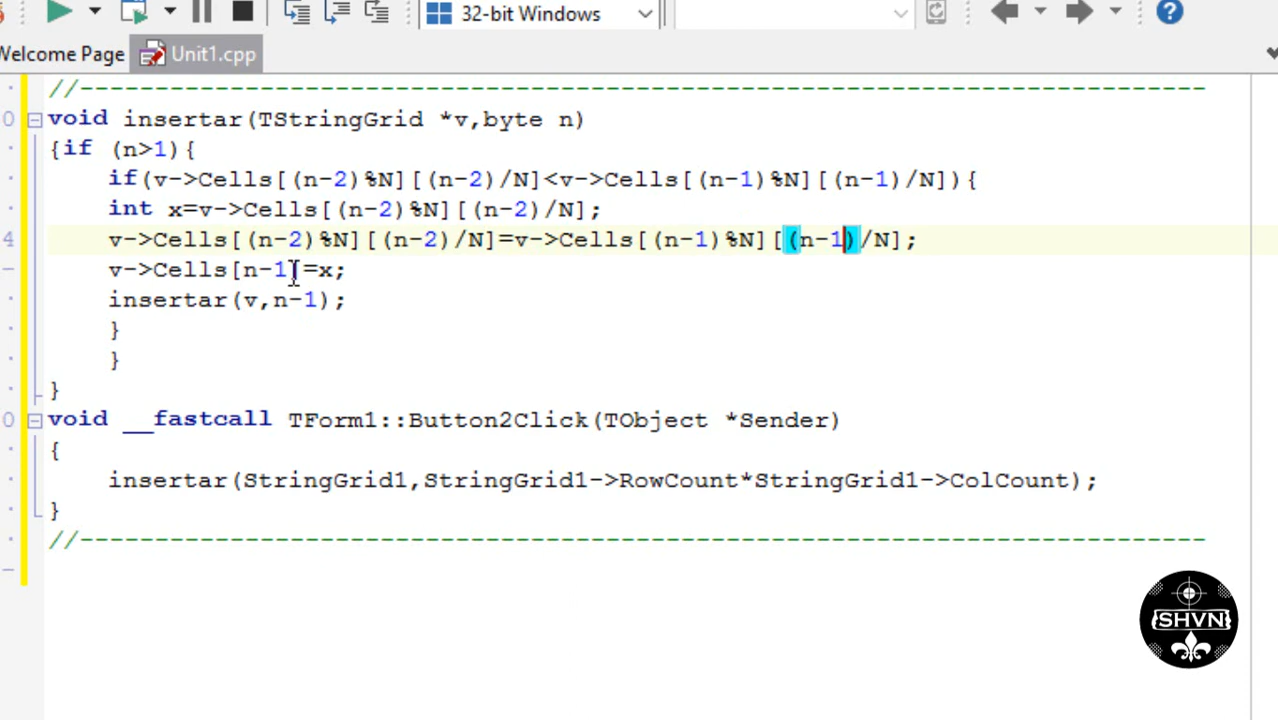 32-bit Windows
Welcome Page
Unit1.cpp
//---------------------------------------------------------------------------
void insertar(TStringGrid *v,byte n)
{if (n>1){
if(v->Cells[(n-2)%N][(n-2)/N]<v->Cells[(n-1)%N][(n-1)/N]){
int x=v->Cells[(n-2)%N][(n-2)/N];
v->Cells[(n-2)%N][(n-2)/N]=v->Cells[(n-1)%N][(n-1)/N];
v->Cells[n-1]=x;
insertar(v,n-1);
}
}
}
void __fastcall TForm1::Button2Click(TObject *Sender)
{
insertar(StringGrid1,StringGrid1->RowCount*StringGrid1->ColCount);
}
//---------------------------------------------------------------------------
SHVN